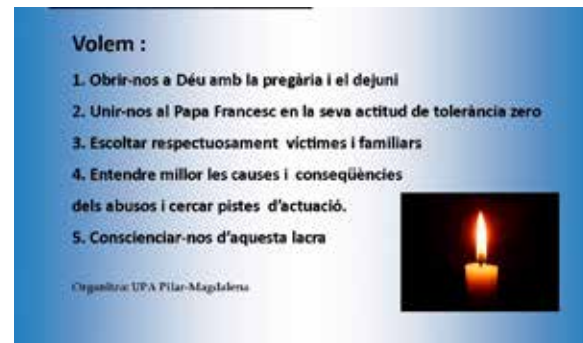 Volem :
1. Obrir-nos a Déu amb la pregària i el dejuni
2. Unir-nos al Papa Francesc en la seva actitud de tolerància zero
3. Escoltar respectuosament víctimes i familiars
4. Entendre millor les causes i conseqüències
dels abusos i cercar pistes d'actuació.
5. Conscienciar-nos d'aquesta lacra
Organitza: UPA Pilar-Magdalena